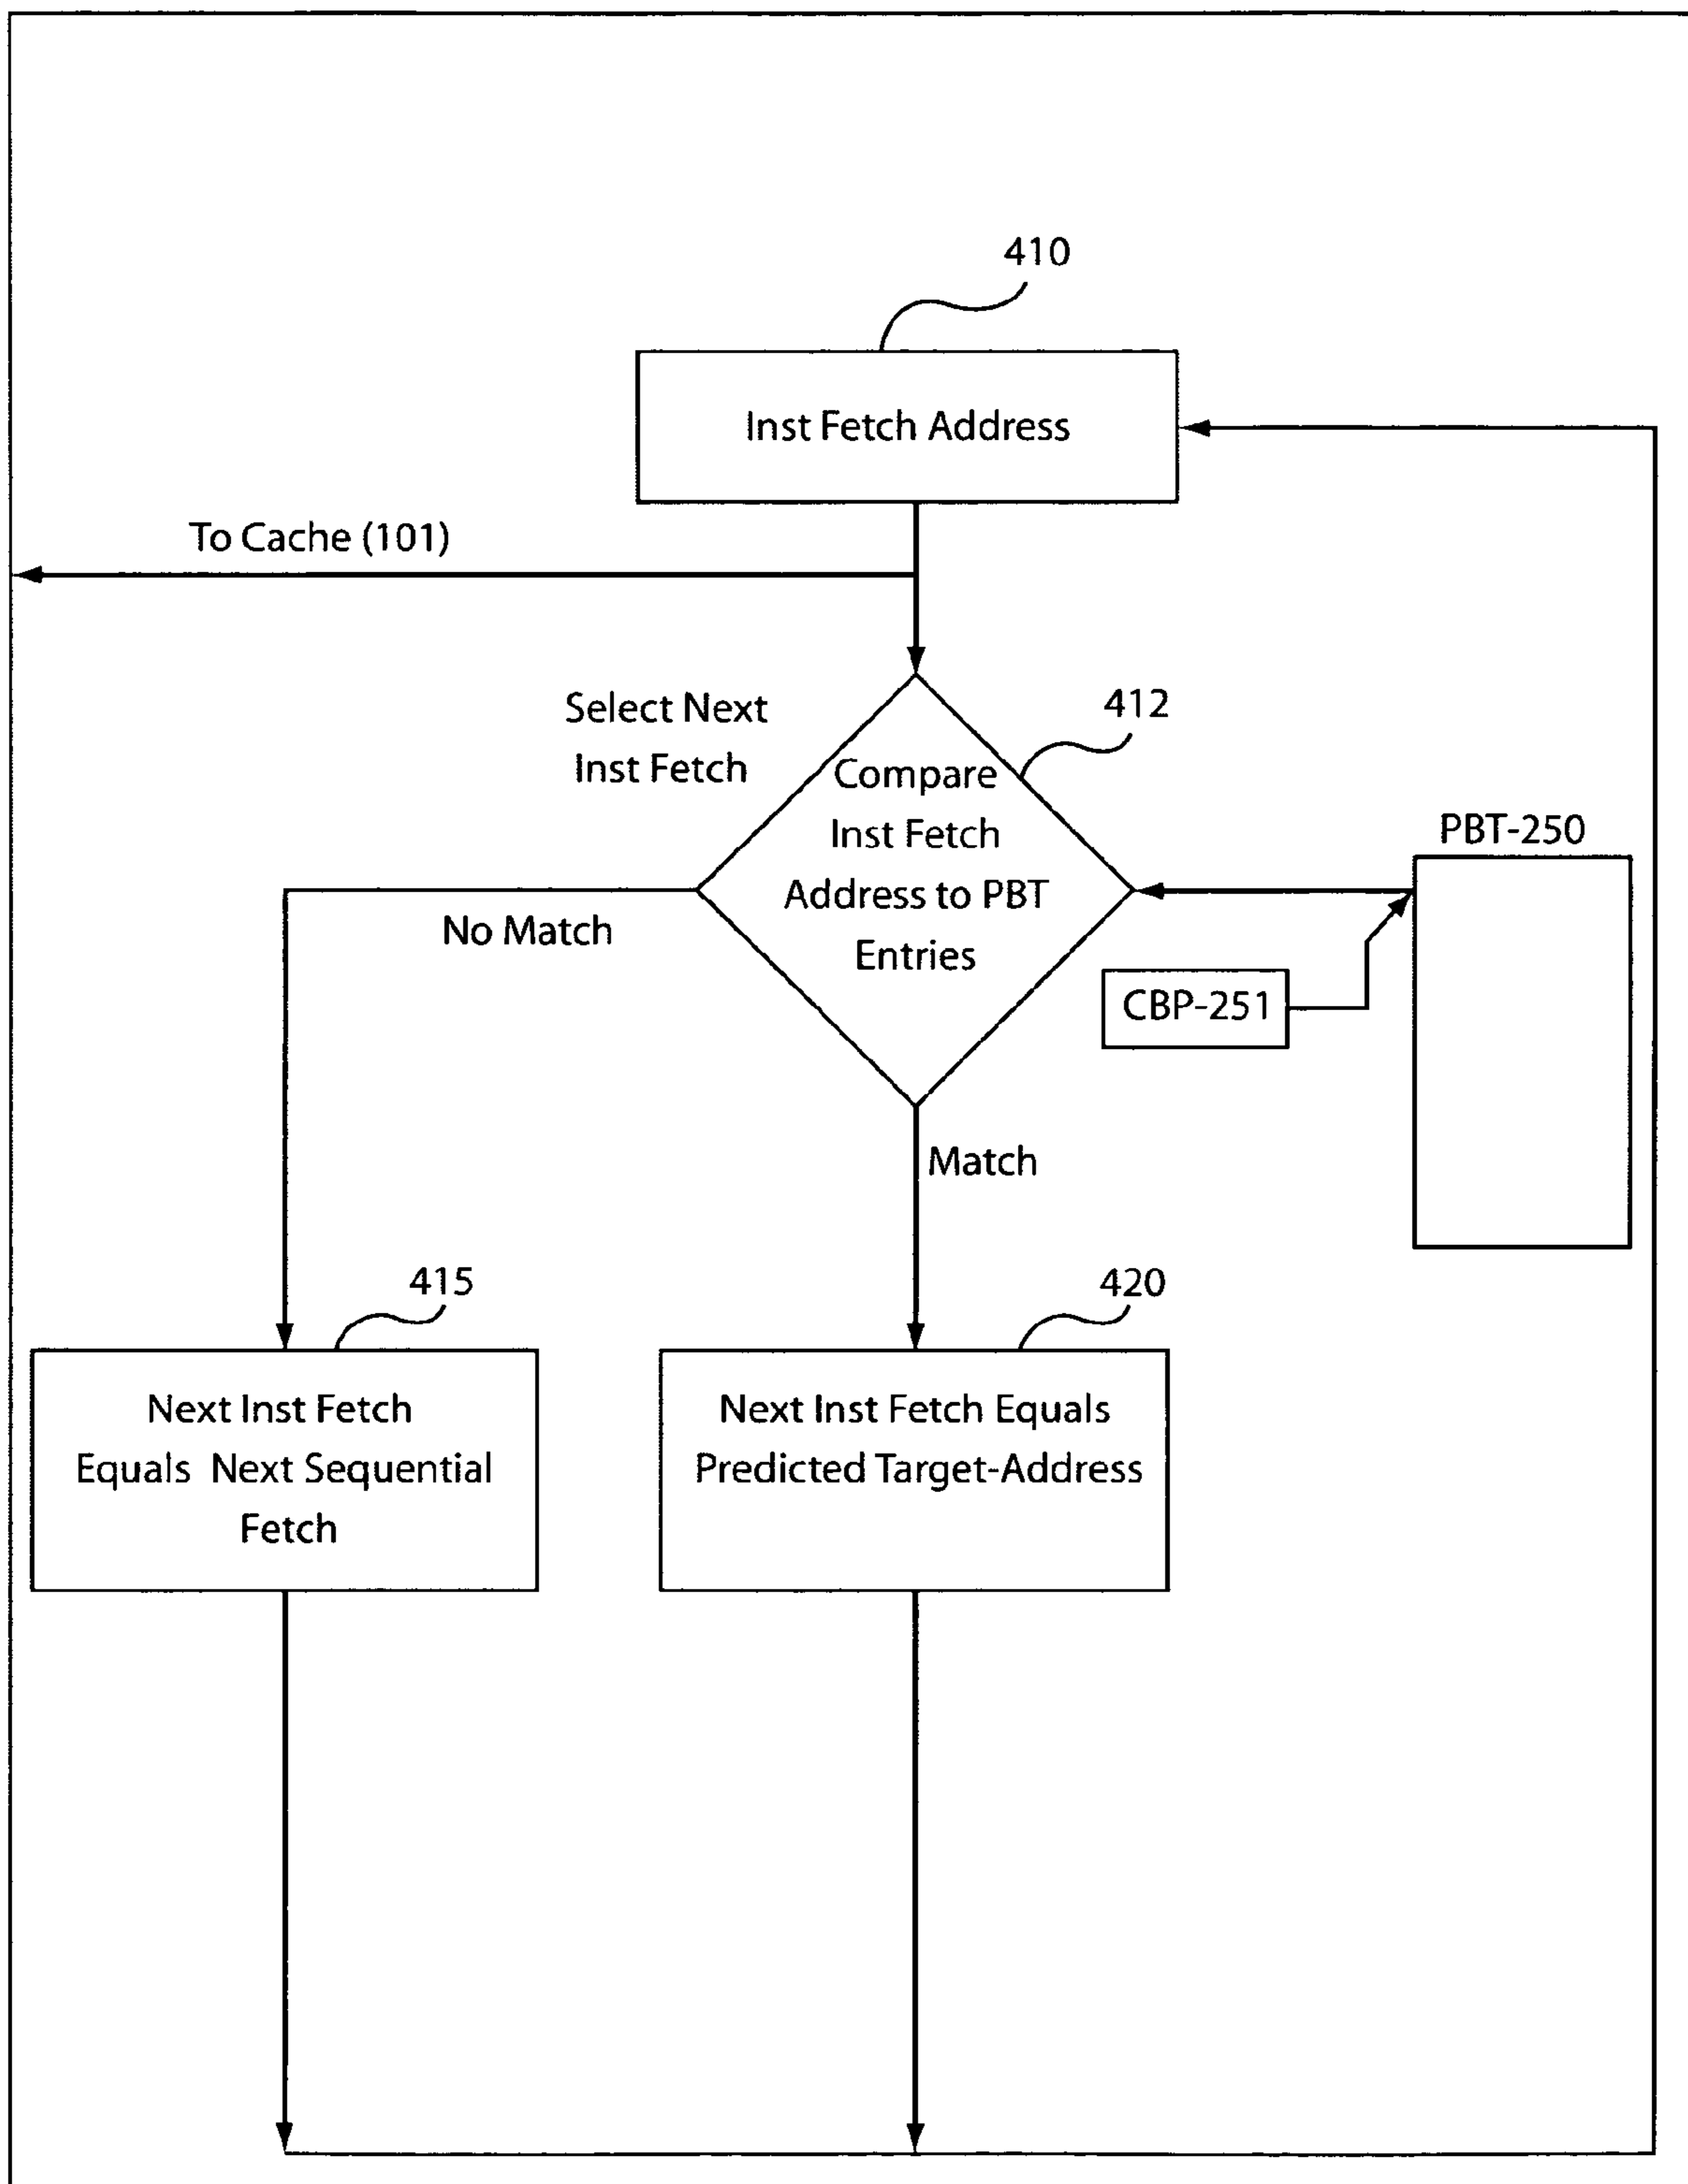 410
Inst Fetch Address
To Cache (101)
Select Next
Inst Fetch
412
Compare
Inst Fetch
Address to PBT
Entries
PBT-250
No Match
CBP-251
Match
415
420
Next Inst Fetch
Equals Next Sequential
Fetch
Next Inst Fetch Equals
Predicted Target-Address